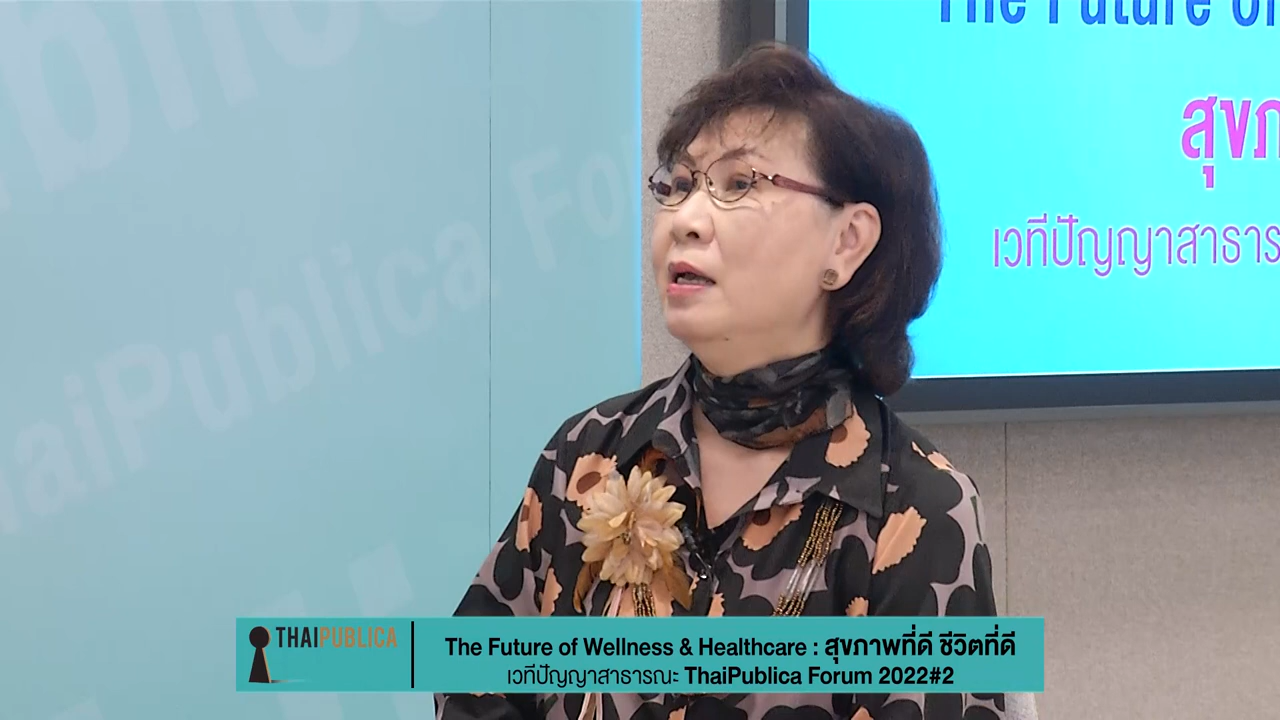 The Future of
สุขภ
เวทีปัญญาสาธาร
ThaiPublica Fo
THAIPUBLICA
The Future of Wellness & Healthcare : สุขภาพที่ดี ชีวิตที่ดี
เวทีปัญญาสาธารณะ ThaiPublica Forum 2022#2